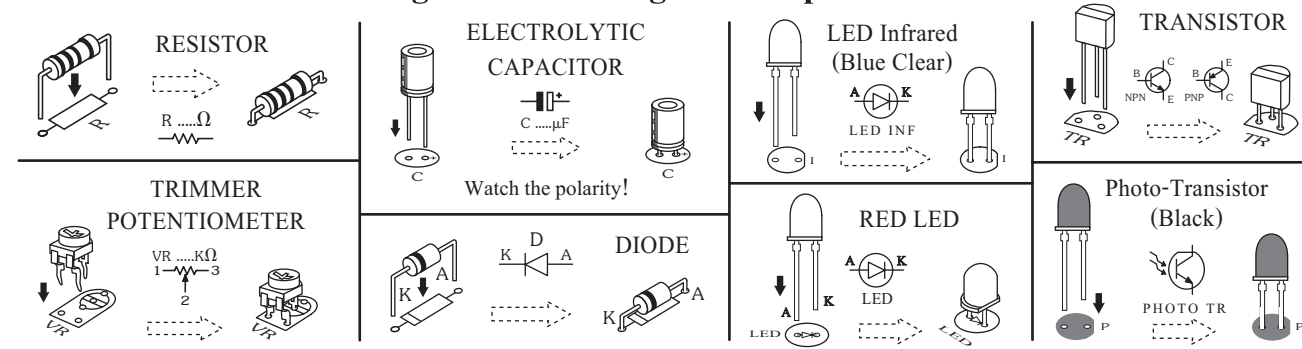 RESISTOR
R .....Ω
R
R
ELECTROLYTIC
CAPACITOR
+
C .....µF
C
C
Watch the polarity!
LED Infrared
(Blue Clear)
A K
LED INF
I
I
TRANSISTOR
B C E NPN
B E C PNP
TR
TR
TRIMMER
POTENTIOMETER
VR .....KΩ
1 3
2
VR
VR
DIODE
D
K A
A
K
A
K
RED LED
A K
LED
K
A
LED
LED
Photo-Transistor
(Black)
PHOTO TR
P
P